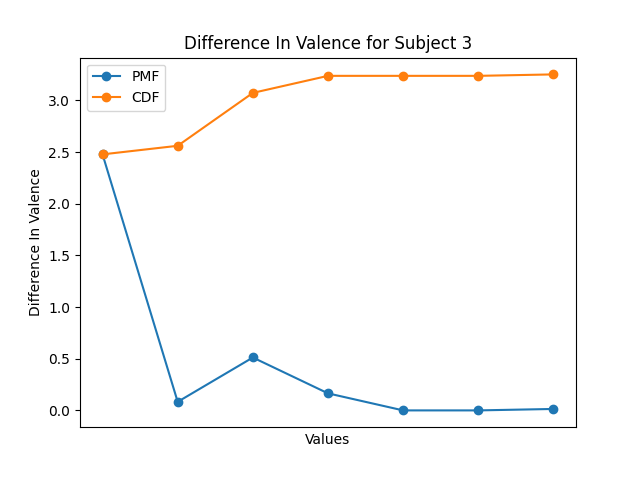 Difference In Valence for Subject 3
PMF
CDF
3.0
2.5
2.0
1.5
1.0
0.5
0.0
Difference In Valence
Values